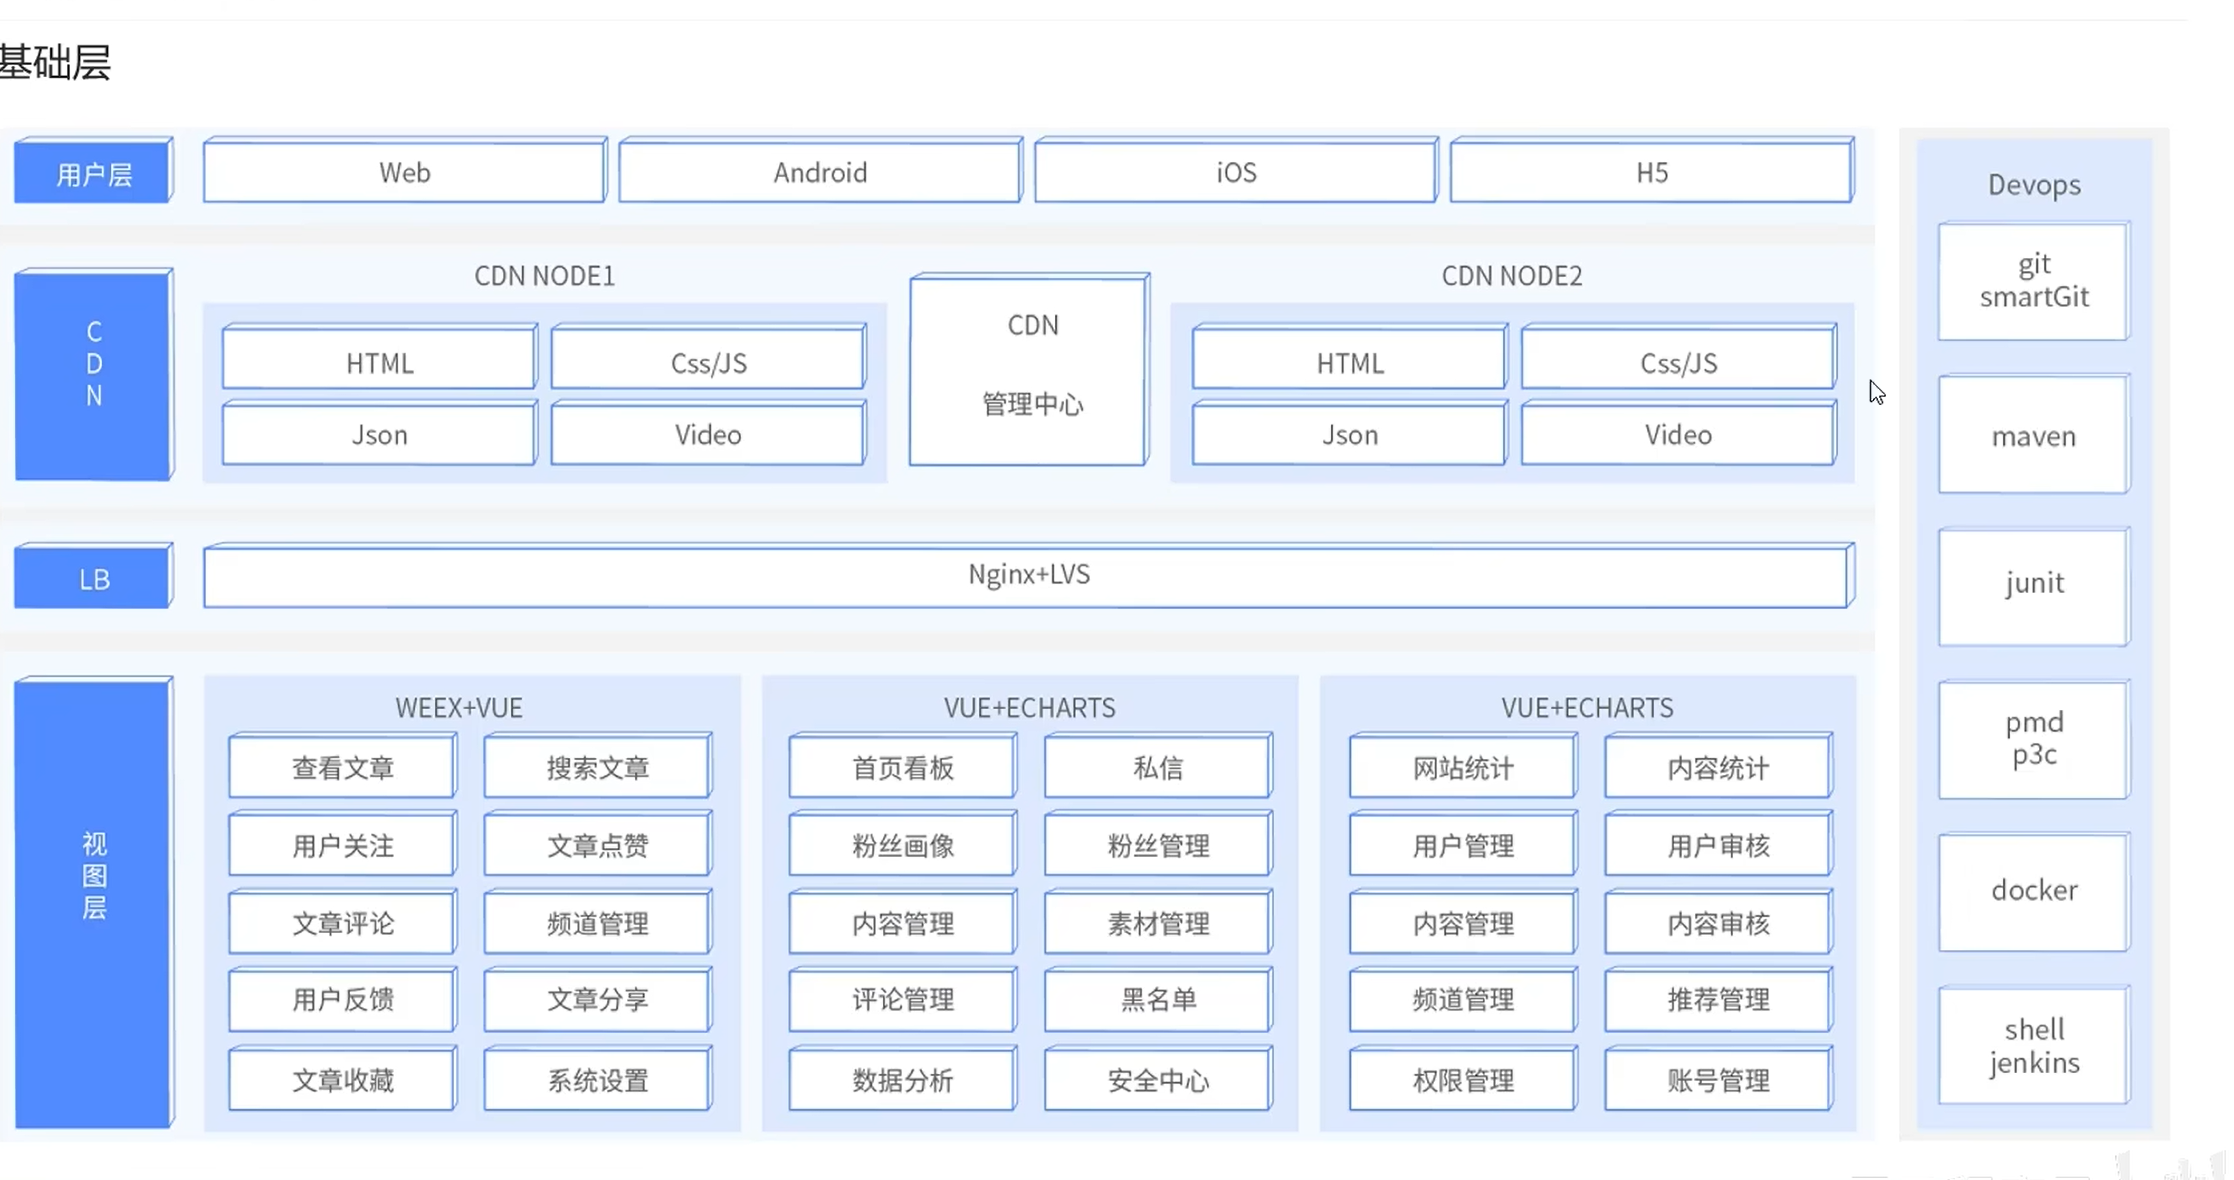 基础层
用户层
Web
Android
iOS
H5
C
D
N
CDN NODE1
HTML
Css/JS
Json
Video
CDN
管理中心
CDN NODE2
HTML
Css/JS
Json
Video
LB
Nginx+LVS
视
图
层
WEEX+VUE
查看文章
搜索文章
用户关注
文章点赞
文章评论
频道管理
用户反馈
文章分享
文章收藏
系统设置
VUE+ECHARTS
首页看板
私信
粉丝画像
粉丝管理
内容管理
素材管理
评论管理
黑名单
数据分析
安全中心
VUE+ECHARTS
网站统计
内容统计
用户管理
用户审核
内容管理
内容审核
频道管理
推荐管理
权限管理
账号管理
Devops
git
smartGit
maven
junit
pmd
p3c
docker
shell
jenkins